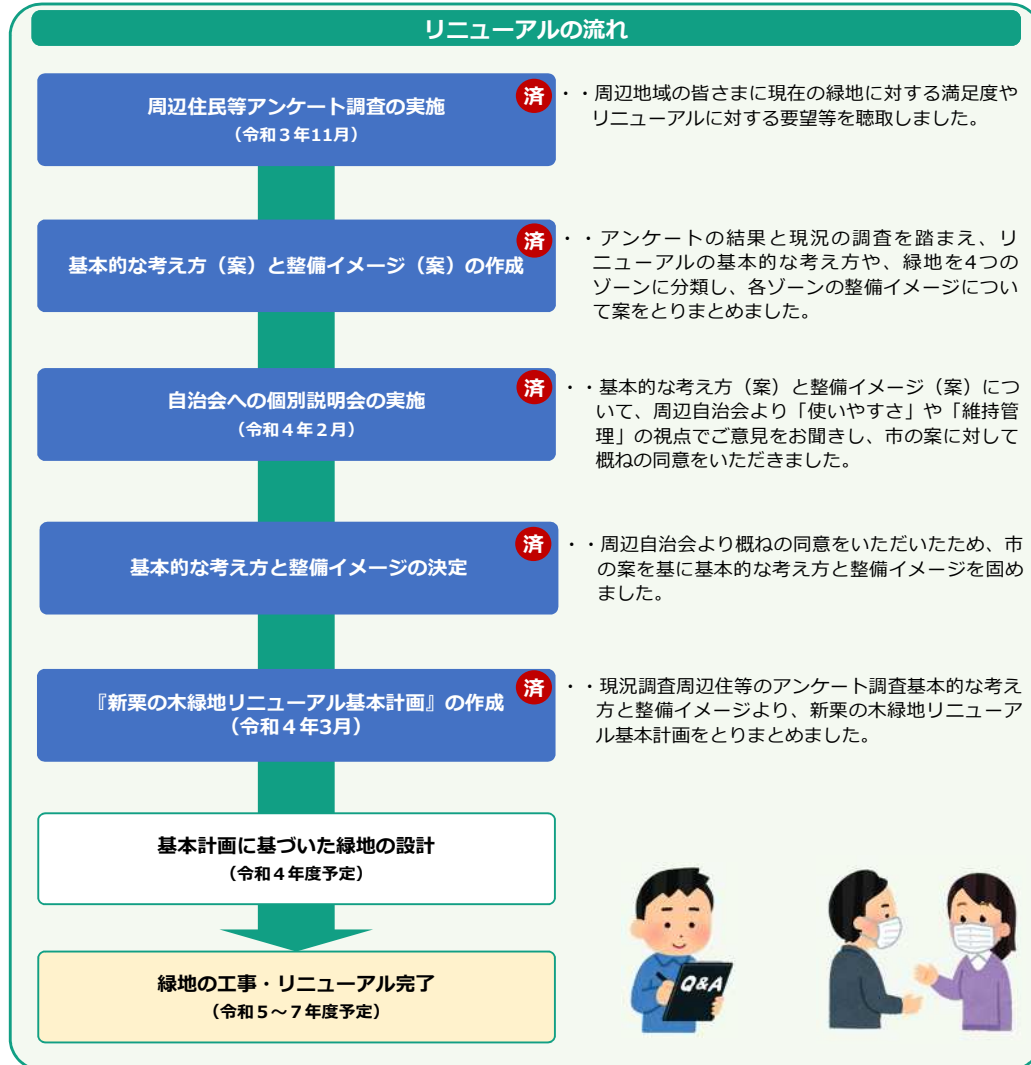 リニューアルの流れ
周辺住民等アンケート調査の実施
（令和３年11月）
済
・・周辺地域の皆さまに現在の緑地に対する満足度や
リニューアルに対する要望等を聴取しました。
基本的な考え方（案）と整備イメージ（案）の作成
済
・・アンケートの結果と現況の調査を踏まえ、リ
ニューアルの基本的な考え方や、緑地を4つの
ゾーンに分類し、各ゾーンの整備イメージについ
て案をとりまとめました。
自治会への個別説明会の実施
（令和４年２月）
済
・・基本的な考え方（案）と整備イメージ（案）につ
いて、周辺自治会より「使いやすさ」や「維持管
理」の視点でご意見をお聞きし、市の案に対して
概ねの同意をいただきました。
基本的な考え方と整備イメージの決定
済
・・周辺自治会より概ねの同意をいただいたため、市
の案を基に基本的な考え方と整備イメージを固め
ました。
『新栗の木緑地リニューアル基本計画』の作成
（令和４年3月）
済
・・現況調査周辺住等のアンケート調査基本的な考え
方と整備イメージより、新栗の木緑地リニューア
ル基本計画をとりまとめました。
基本計画に基づいた緑地の設計
（令和４年度予定）
緑地の工事・リニューアル完了
（令和５～７年度予定）
Q&A